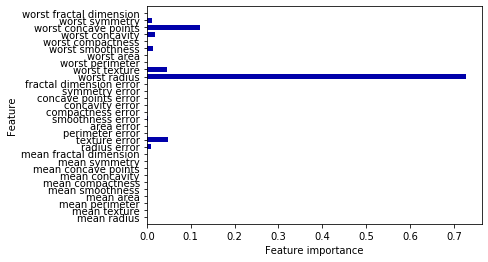 worst fractal dimension
worst symmetry
worst concave points
worst concavity
worst compactness
worst smoothness
worst area
worst perimeter
worst texture
worst radius
fractal dimension error
symmetry error
concave points error
concavity error
compactness error
smoothness error
area error
perimeter error
texture error
radius error
mean fractal dimension
mean symmetry
mean concave points
mean concavity
mean compactness
mean smoothness
mean area
mean perimeter
mean texture
mean radius
Feature
0.0 0.1 0.2 0.3 0.4 0.5 0.6 0.7
Feature importance